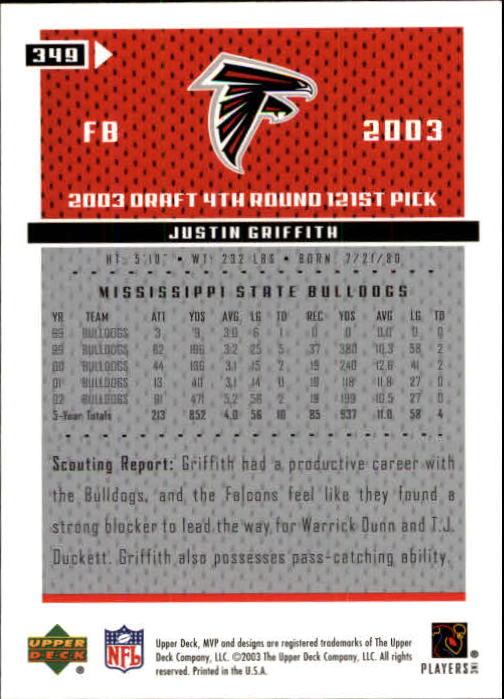 349
FB 2003
2003 DRAFT 4TH ROUND 121ST PICK
JUSTIN GRIFFITH
HT: 5'10" • WT: 232 LBS • BORN: 7/21/80
MISSISSIPPI STATE BULLDOGS
YR TEAM ATT YDS AVG LG TD REC YDS AVG LG TD
BULLDOGS 3 9 3.0 6 1 0 0 0.0 0 0
99 BULLDOGS 62 196 3.2 25 5 37 380 10.3 58 2
00 BULLDOGS 44 136 3.1 15 2 19 240 12.6 41 2
01 BULLDOGS 13 40 3.1 14 0 10 118 11.8 27 0
02 BULLDOGS 91 471 5.2 56 2 19 199 10.5 27 0
5-Year Totals 213 852 4.0 56 10 85 937 11.0 58 4
Scouting Report: Griffith had a productive career with
the Bulldogs, and the Falcons feel like they found a
strong blocker to lead the way for Warrick Dunn and T.J.
Duckett. Griffith also possesses pass-catching ability.
UPPER DECK ®
NFL ®
Upper Deck, MVP and designs are registered trademarks of The Upper
Deck Company, LLC. ©2003 The Upper Deck Company, LLC. All rights
reserved. Printed in the U.S.A.
PLAYERS INC